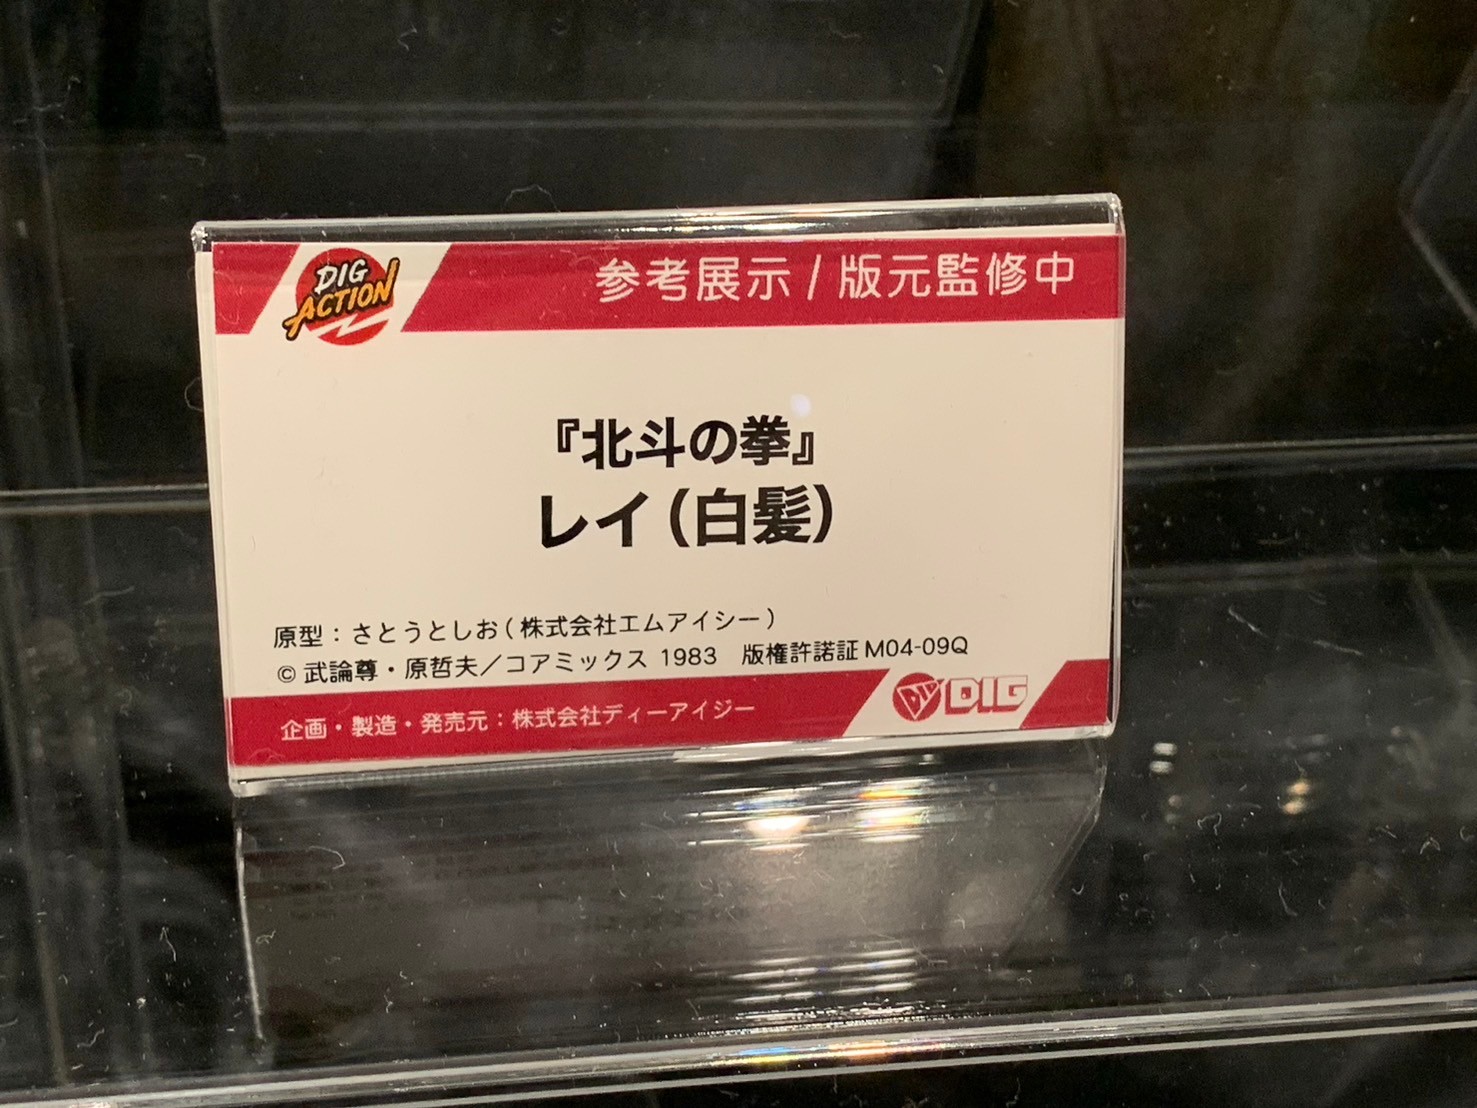 DIG
ACTION
参考展示/版元監修中
『北斗の拳』
レイ(白髪)
原型：さとうとしお(株式会社エムアイシー)
© 武論尊・原哲夫／コアミックス 1983　版権許諾証 M04-09Q
企画・製造・発売元：株式会社ディーアイジー
DIG DIG